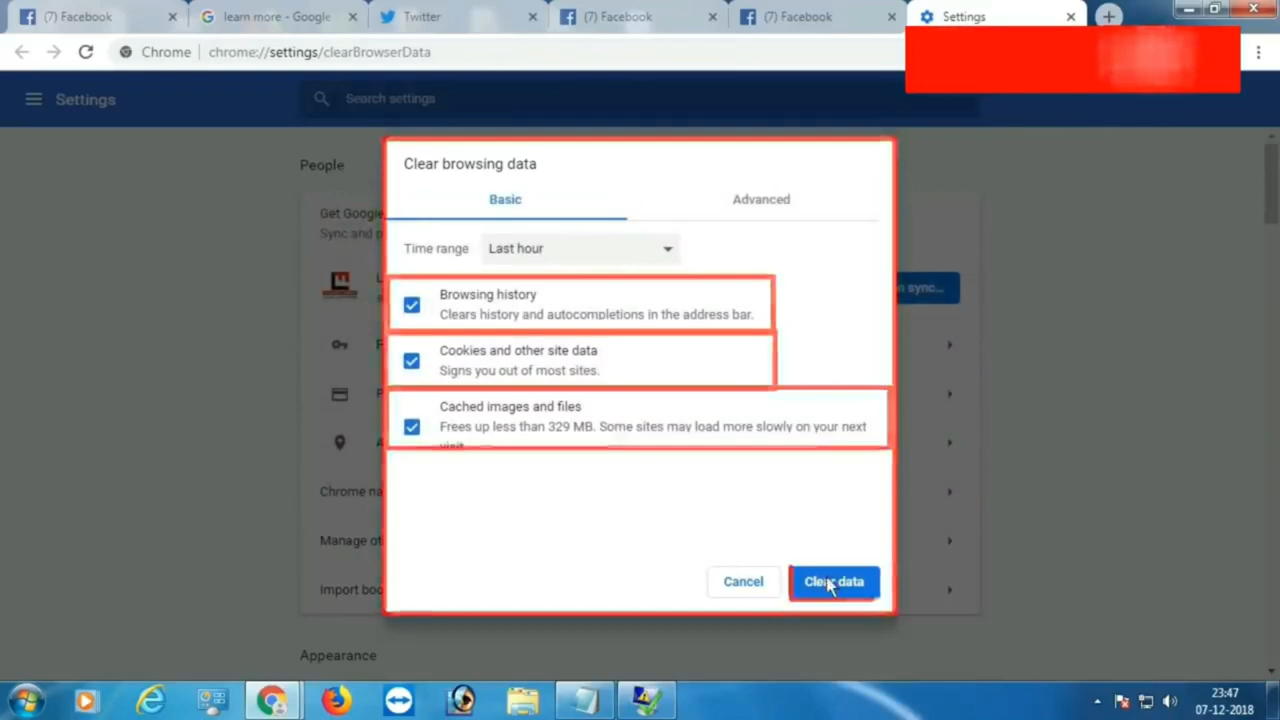 (7) Facebook
learn more - Google
Twitter
(7) Facebook
(7) Facebook
Settings
Chrome
chrome://settings/clearBrowserData
Settings
Search settings
People
Clear browsing data
Basic
Advanced
Get Google
Sync and p
Time range
Last hour
n sync...
Browsing history
Clears history and autocompletions in the address bar.
Cookies and other site data
Signs you out of most sites.
Cached images and files
Frees up less than 329 MB. Some sites may load more slowly on your next
visit.
Chrome na
Manage ot
Import boo
Cancel
Clear data
Appearance
23:47
07-12-2018